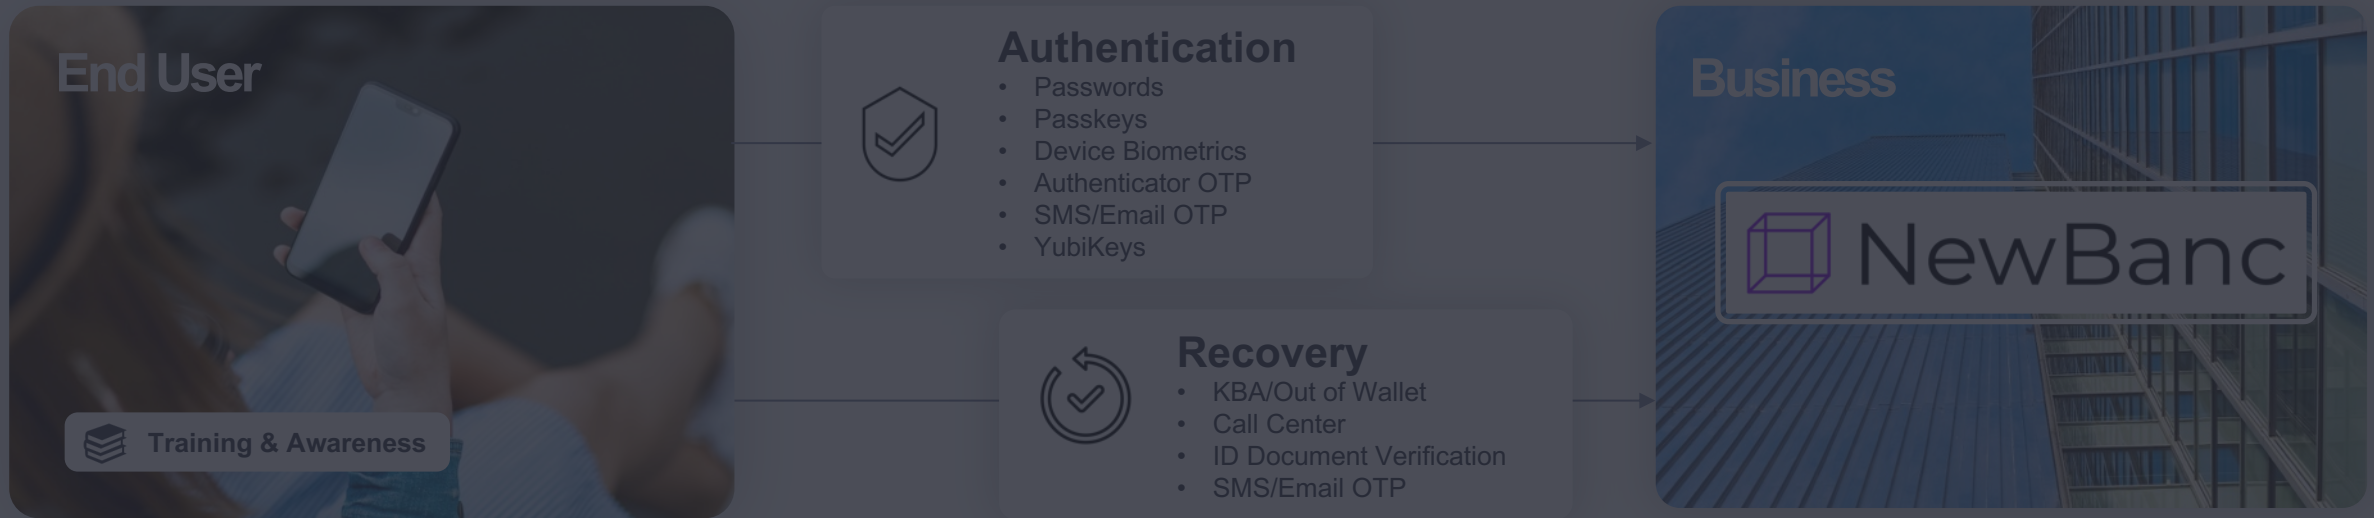 End User
Training & Awareness
Authentication
• Passwords
• Passkeys
• Device Biometrics
• Authenticator OTP
• SMS/Email OTP
• YubiKeys
Recovery
• KBA/Out of Wallet
• Call Center
• ID Document Verification
• SMS/Email OTP
Business
NewBanc